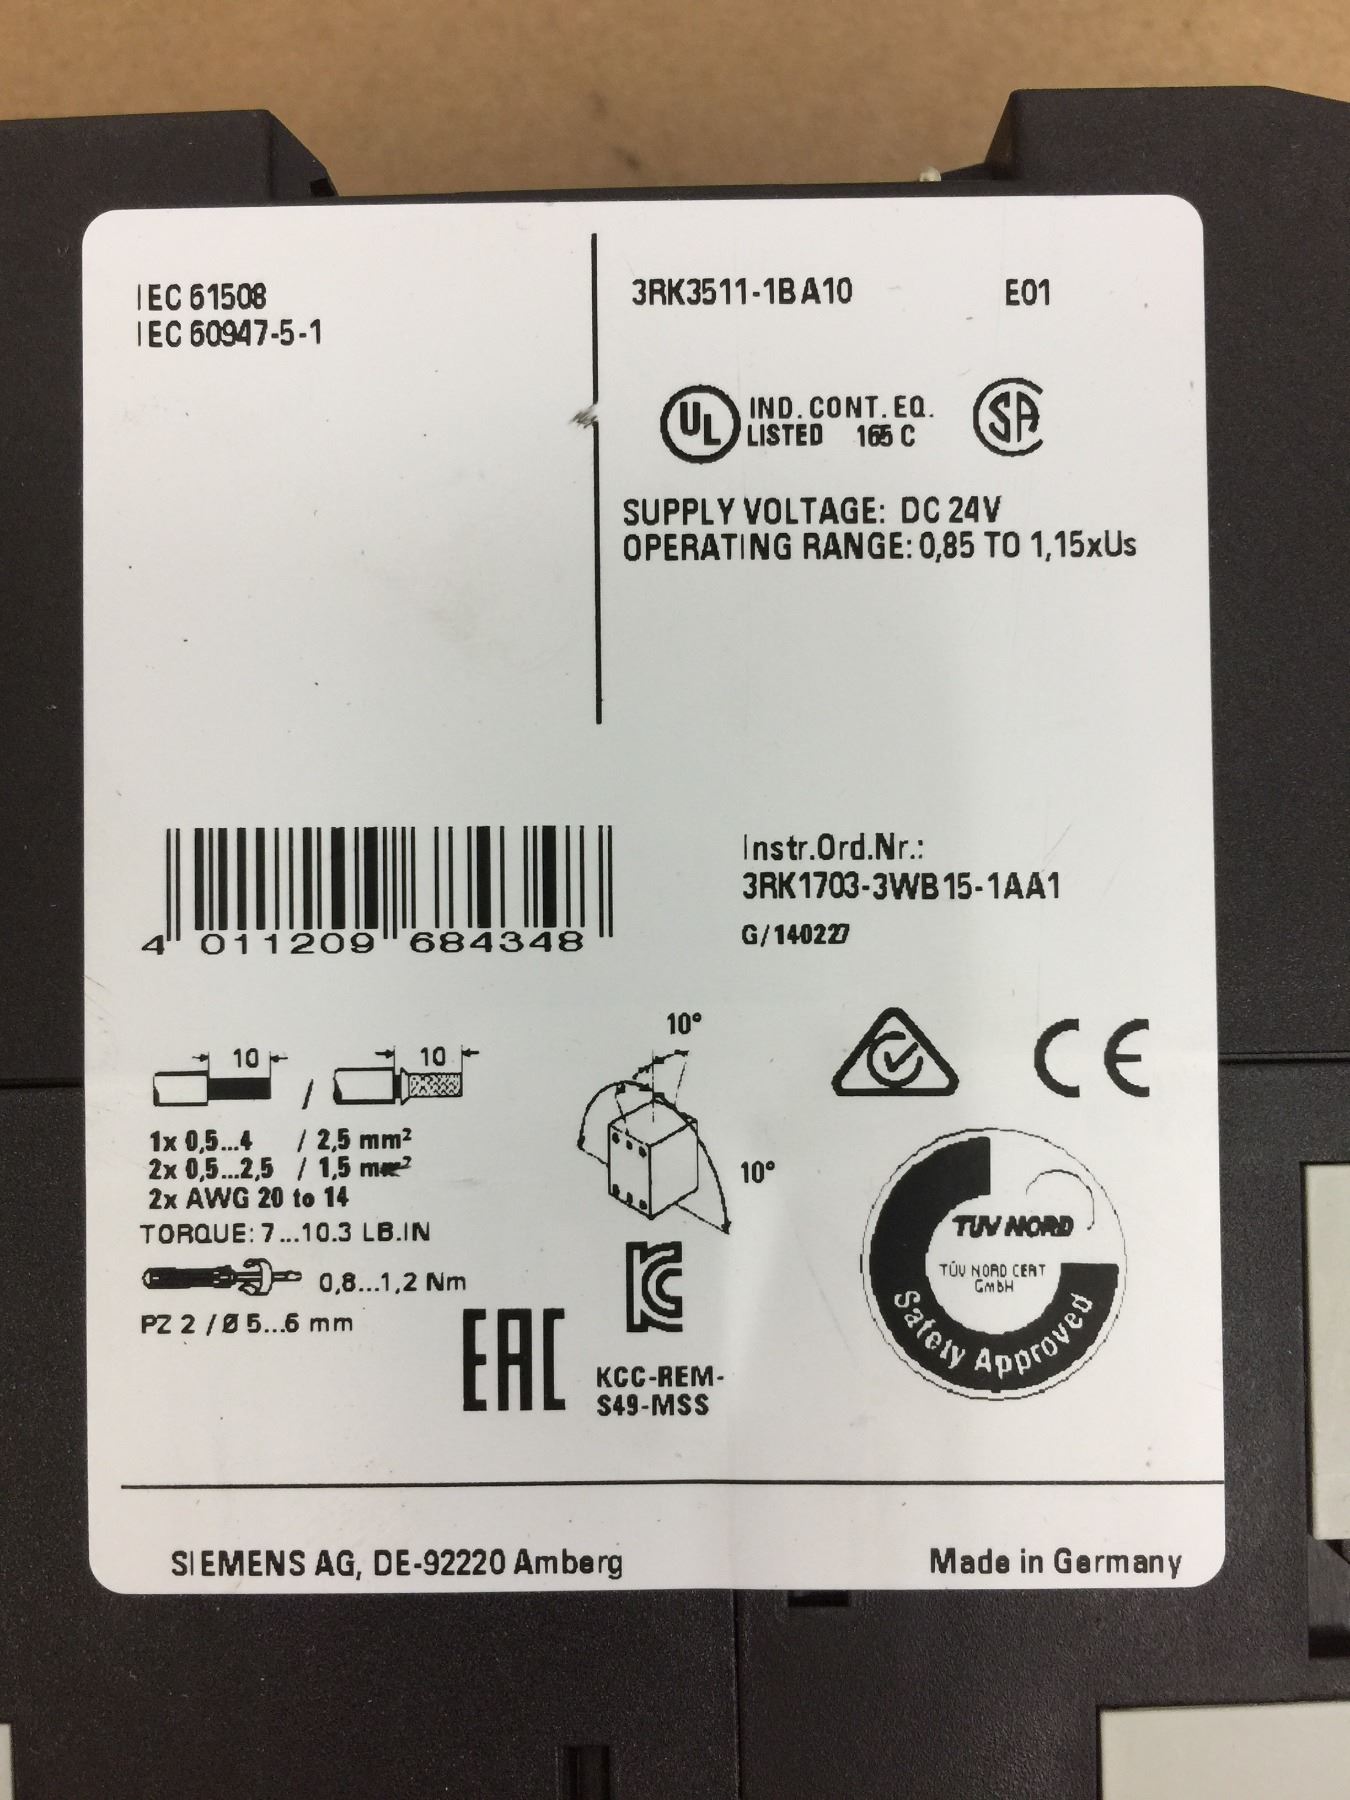 IEC 61508
IEC 60947-5-1
3RK3511-1BA10 E01
UL IND. CONT. EQ.
LISTED 165 C
SA
SUPPLY VOLTAGE: DC 24V
OPERATING RANGE: 0,85 TO 1,15xUs
4 011209 684348
Instr.Ord.Nr.:
3RK1703-3WB15-1AA1
G/140227
10 / 10
1x 0,5...4 / 2,5 mm²
2x 0,5...2,5 / 1,5 mm²
2x AWG 20 to 14
TORQUE: 7...10.3 LB.IN
0,8...1,2 Nm
PZ 2 / Ø 5...6 mm
10°
10°
CE
KC
EAC
KCC-REM-
S49-MSS
TÜV NORD
TÜV NORD CERT
GmbH
Safety Approved
SIEMENS AG, DE-92220 Amberg
Made in Germany